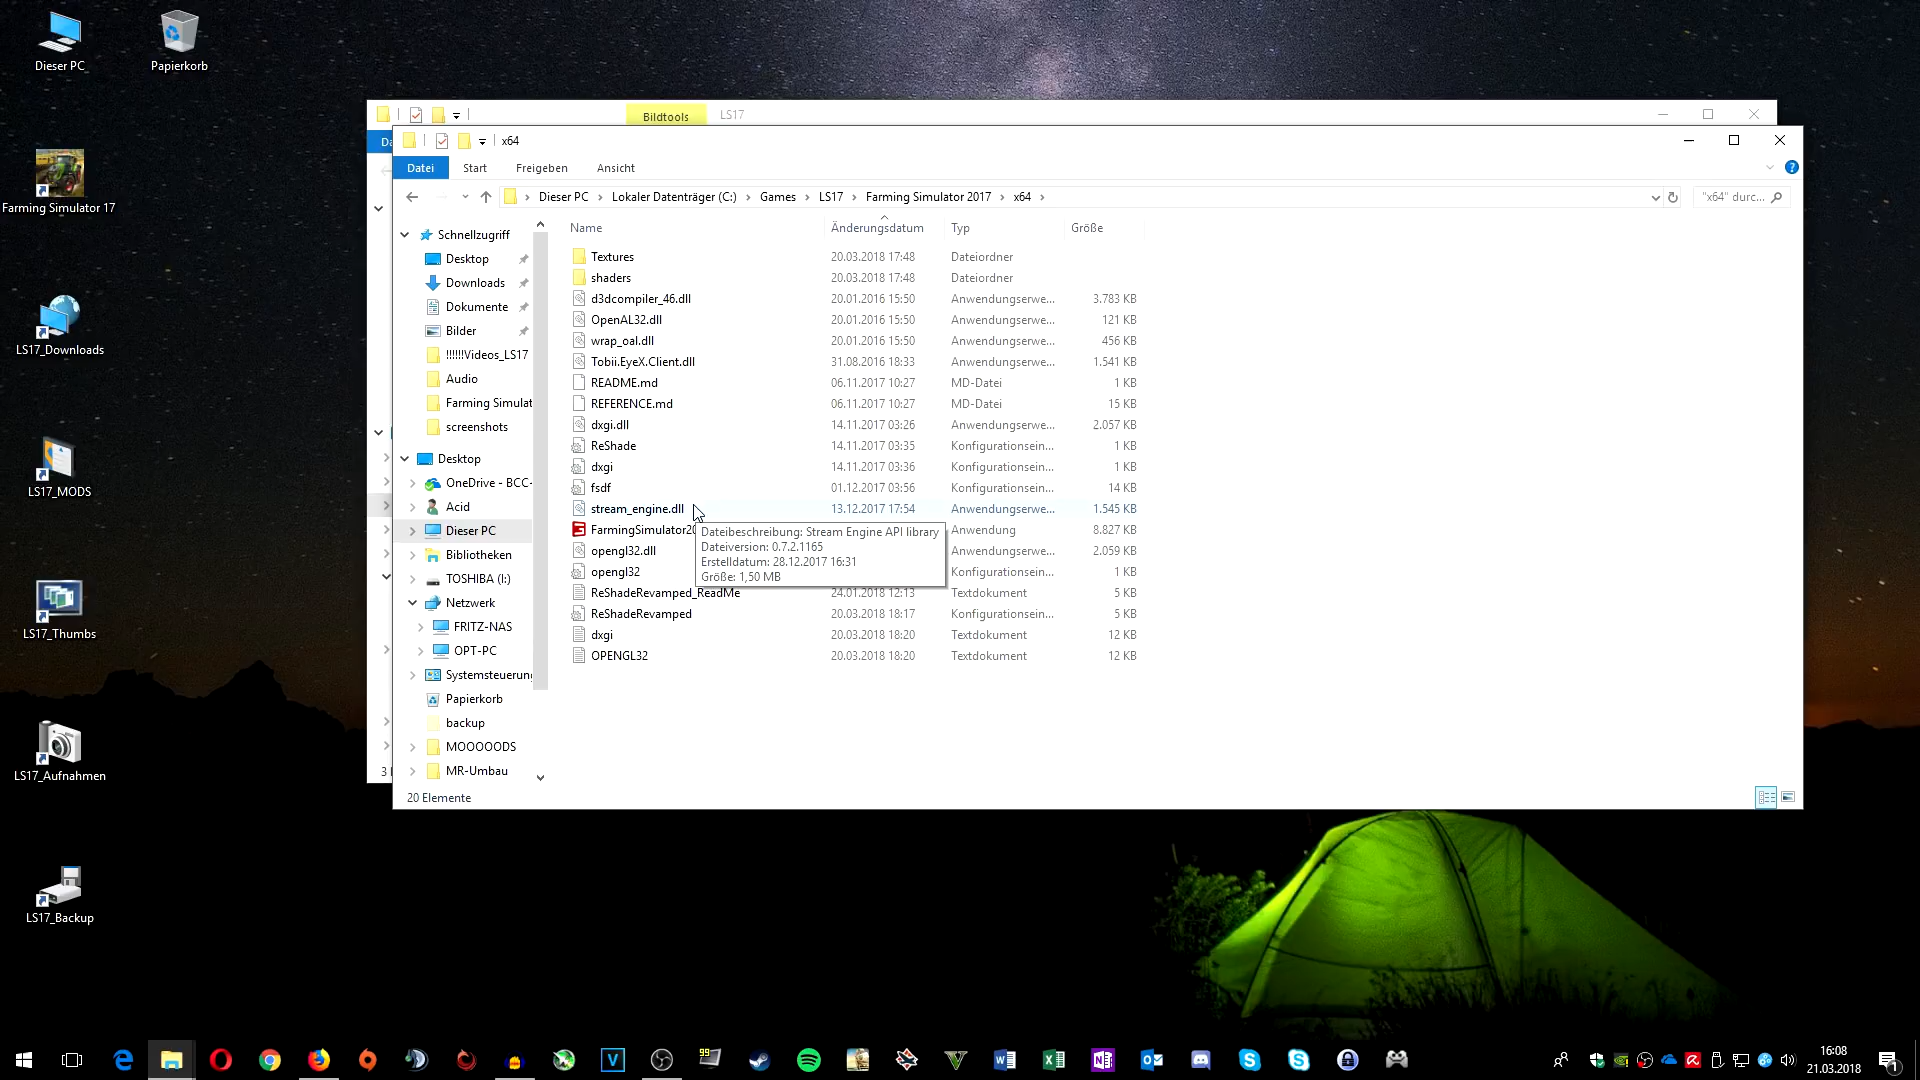 Dieser PC
Papierkorb
Farming Simulator 17
LS17_Downloads
LS17_MODS
LS17_Thumbs
LS17_Aufnahmen
LS17_Backup
Bildtools
LS17
x64
Datei
Start
Freigeben
Ansicht
Dieser PC
Lokaler Datenträger (C:)
Games
LS17
Farming Simulator 2017
x64
"x64" durc...
Schnellzugriff
Desktop
Downloads
Dokumente
Bilder
!!!!!!Videos_LS17
Audio
Farming Simulat
screenshots
Desktop
OneDrive - BCC-
Acid
Dieser PC
Bibliotheken
TOSHIBA (I:)
Netzwerk
FRITZ-NAS
OPT-PC
Systemsteuerun
Papierkorb
backup
MOOOOODS
MR-Umbau
Name Änderungsdatum Typ Größe
Textures 20.03.2018 17:48 Dateiordner
shaders 20.03.2018 17:48 Dateiordner
d3dcompiler_46.dll 20.01.2016 15:50 Anwendungserwe... 3.783 KB
OpenAL32.dll 20.01.2016 15:50 Anwendungserwe... 121 KB
wrap_oal.dll 20.01.2016 15:50 Anwendungserwe... 456 KB
Tobii.EyeX.Client.dll 31.08.2016 18:33 Anwendungserwe... 1.541 KB
README.md 06.11.2017 10:27 MD-Datei 1 KB
REFERENCE.md 06.11.2017 10:27 MD-Datei 15 KB
dxgi.dll 14.11.2017 03:26 Anwendungserwe... 2.057 KB
ReShade 14.11.2017 03:35 Konfigurationsein... 1 KB
dxgi 14.11.2017 03:36 Konfigurationsein... 1 KB
fsdf 01.12.2017 03:56 Konfigurationsein... 14 KB
stream_engine.dll 13.12.2017 17:54 Anwendungserwe... 1.545 KB
FarmingSimulator20 Anwendung 8.827 KB
opengl32.dll Anwendungserwe... 2.059 KB
opengl32 Konfigurationsein... 1 KB
ReShadeRevamped_ReadMe 24.01.2018 12:13 Textdokument 5 KB
ReShadeRevamped 20.03.2018 18:17 Konfigurationsein... 5 KB
dxgi 20.03.2018 18:20 Textdokument 12 KB
OPENGL32 20.03.2018 18:20 Textdokument 12 KB
Dateibeschreibung: Stream Engine API library
Dateiversion: 0.7.2.1165
Erstelldatum: 28.12.2017 16:31
Größe: 1,50 MB
20 Elemente
16:08
21.03.2018